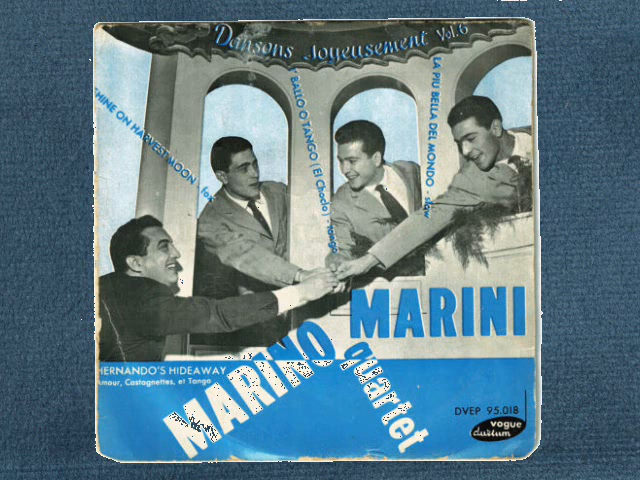 Dansons Joyeusement Vol. 6
SHINE ON HARVEST MOON - fox
BALLO O TANGO (El Choclo) - tango
LA PIU BELLA DEL MONDO - slow
MARINO
MARINI
quartet
HERNANDO'S HIDEAWAY
Amour, Castagnettes, et Tango
DVEP 95.018
vogue
durium